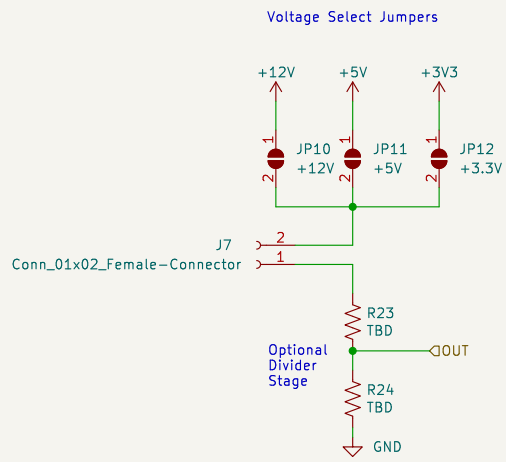 Voltage Select Jumpers
+12V +5V +3V3
1 1 1
JP10 JP11 JP12
+12V +5V +3.3V
2 2 2
J7 2
Conn_01x02_Female-Connector 1
R23
TBD
Optional
Divider
Stage
OUT
R24
TBD
GND